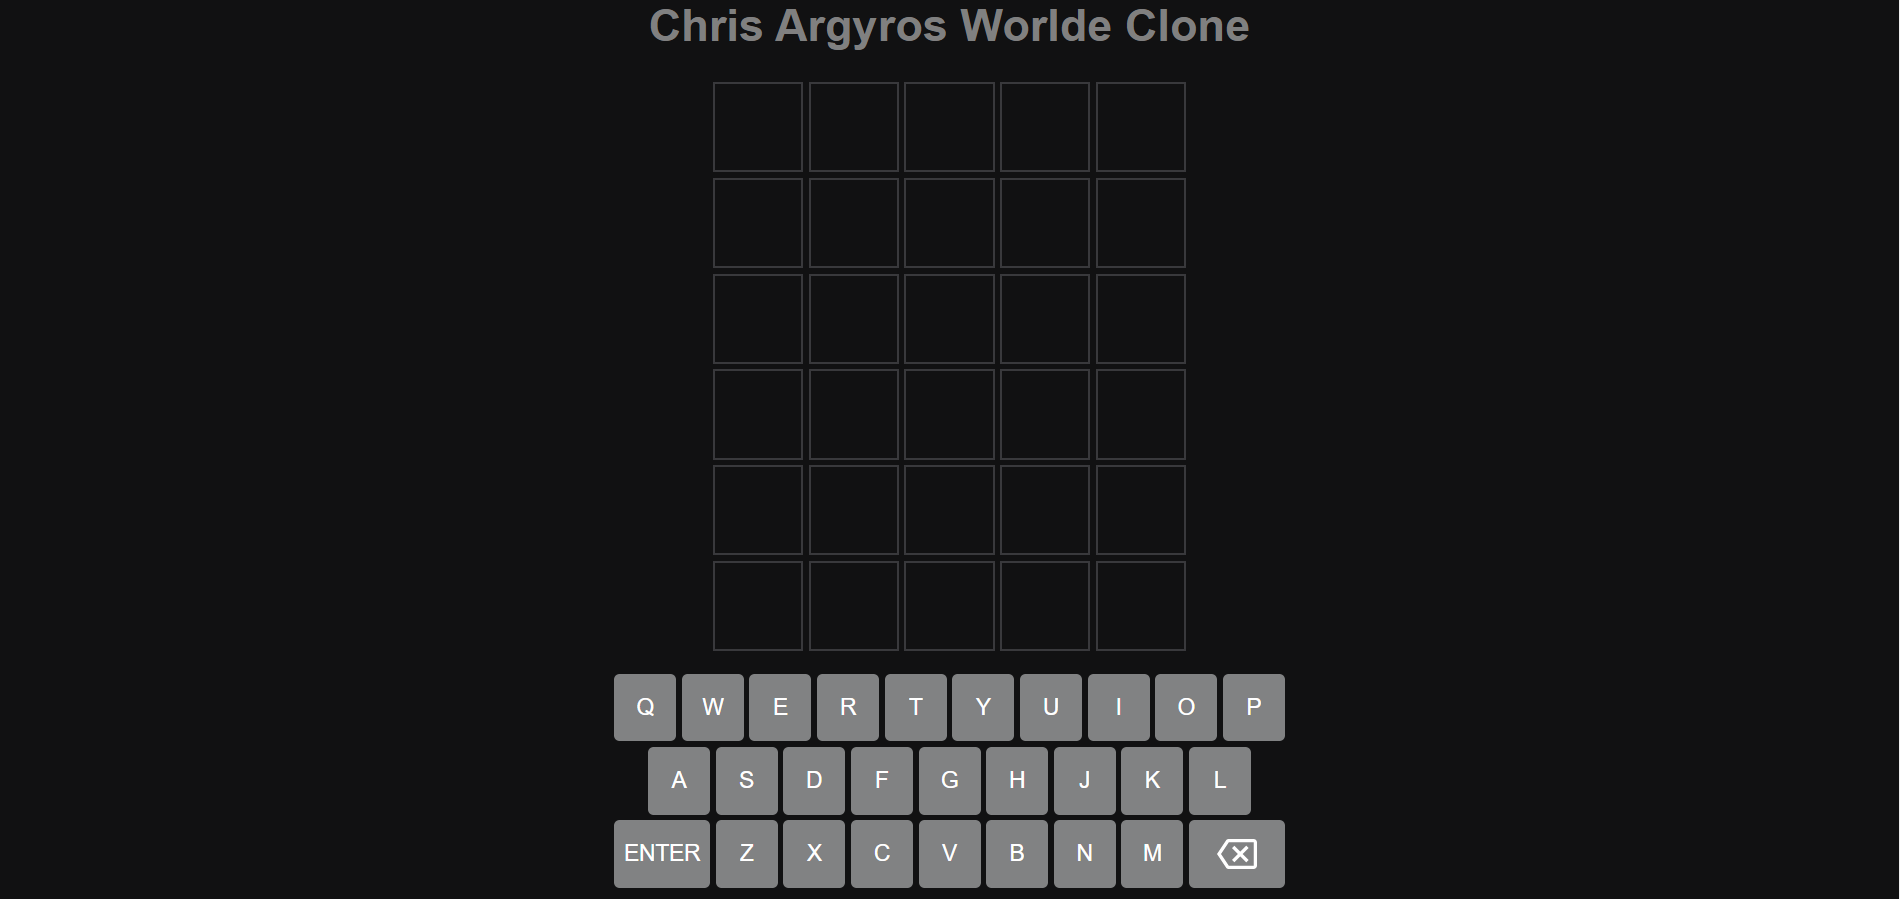 Chris Argyros Worlde Clone
Q W E R T Y U I O P
A S D F G H J K L
ENTER Z X C V B N M